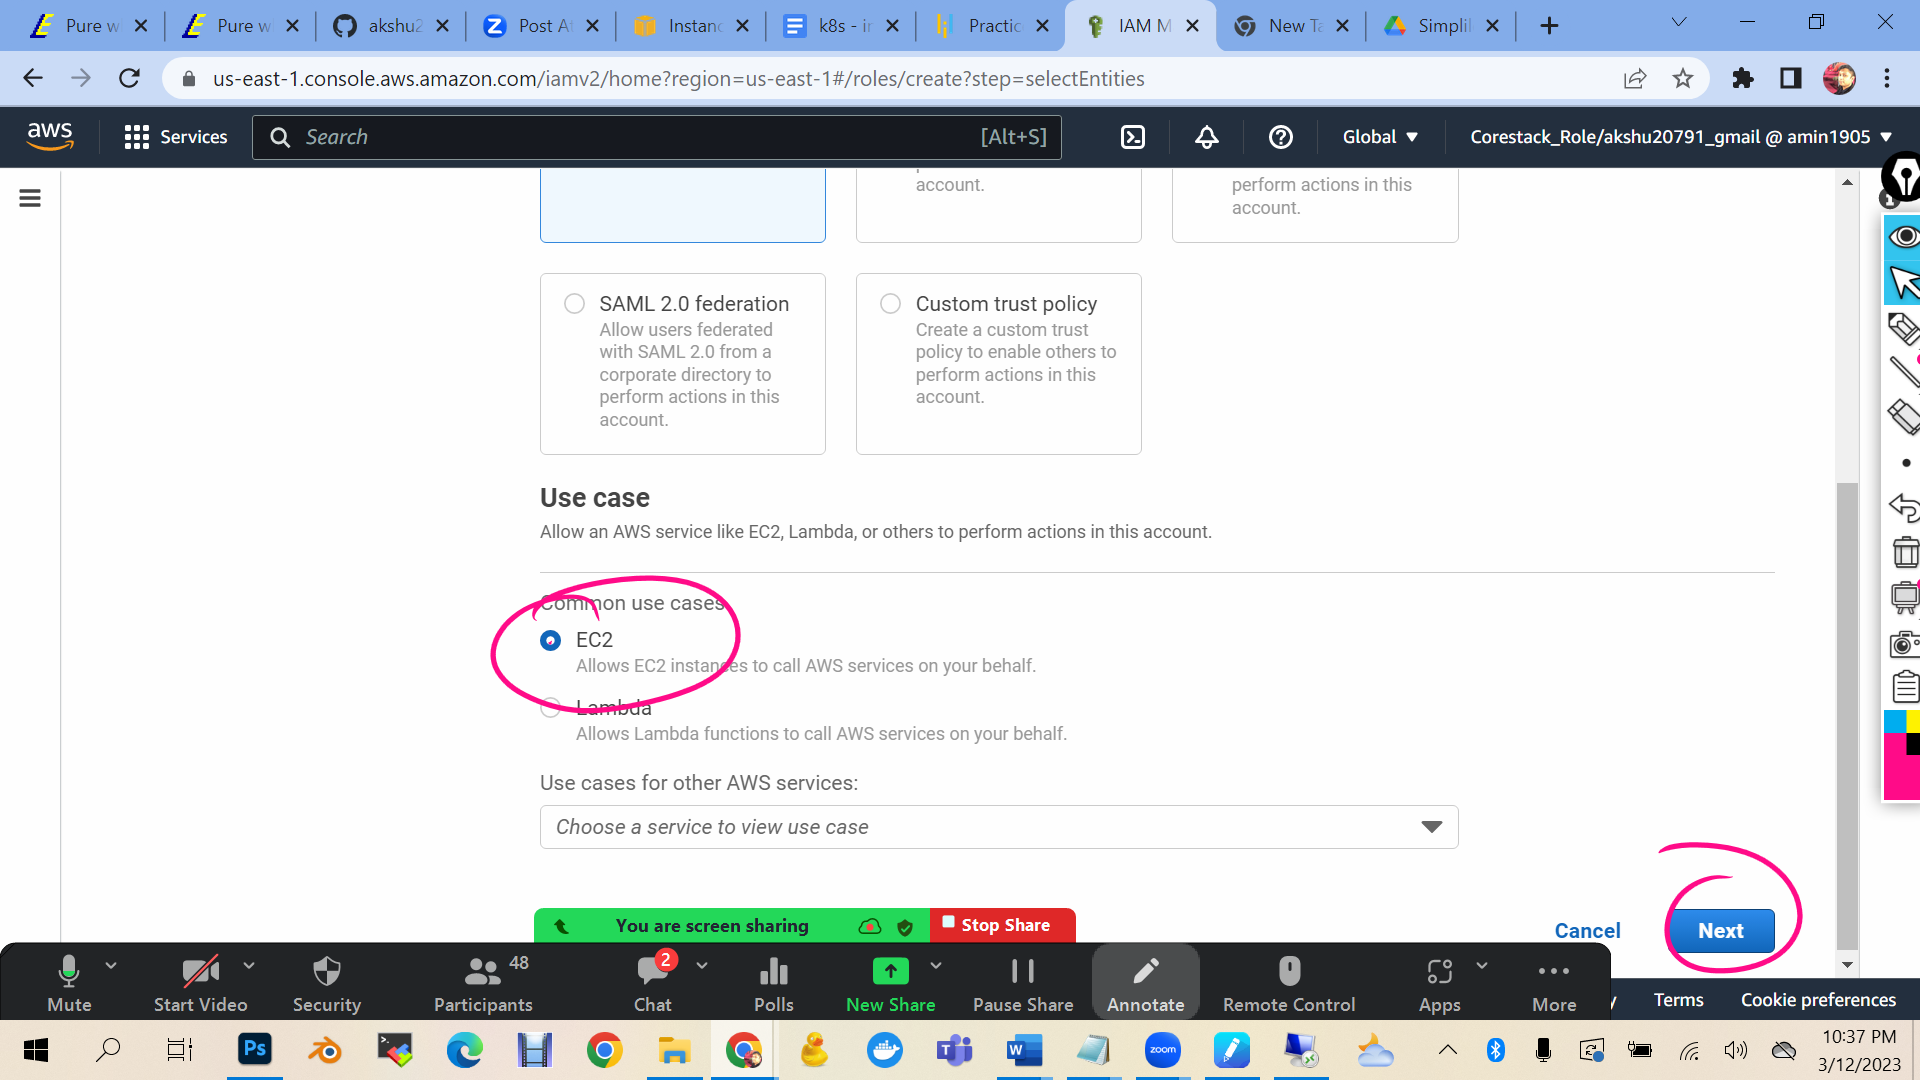 Pure w
Pure w
akshu2
Post At
Instanc
k8s - in
Practic
IAM M
New Ta
Simplil
us-east-1.console.aws.amazon.com/iamv2/home?region=us-east-1#/roles/create?step=selectEntities
aws
Services
Search
[Alt+S]
Global
Corestack_Role/akshu20791_gmail @ amin1905
account.
perform actions in this
account.
SAML 2.0 federation
Allow users federated
with SAML 2.0 from a
corporate directory to
perform actions in this
account.
Custom trust policy
Create a custom trust
policy to enable others to
perform actions in this
account.
Use case
Allow an AWS service like EC2, Lambda, or others to perform actions in this account.
Common use cases
EC2
Allows EC2 instances to call AWS services on your behalf.
Lambda
Allows Lambda functions to call AWS services on your behalf.
Use cases for other AWS services:
Choose a service to view use case
You are screen sharing
Stop Share
Cancel
Next
Mute
Start Video
Security
48
Participants
2
Chat
Polls
New Share
Pause Share
Annotate
Remote Control
Apps
More
y
Terms
Cookie preferences
Ps
W
zoom
10:37 PM
3/12/2023